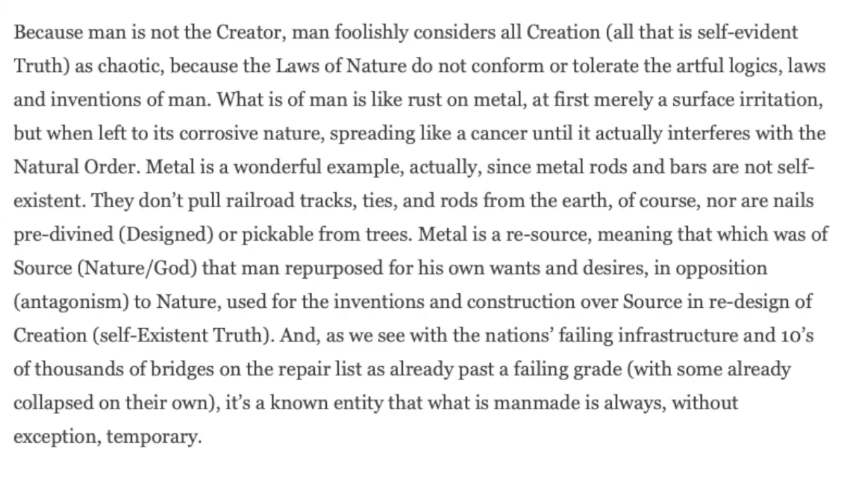 Because man is not the Creator, man foolishly considers all Creation (all that is self-evident
Truth) as chaotic, because the Laws of Nature do not conform or tolerate the artful logics, laws
and inventions of man. What is of man is like rust on metal, at first merely a surface irritation,
but when left to its corrosive nature, spreading like a cancer until it actually interferes with the
Natural Order. Metal is a wonderful example, actually, since metal rods and bars are not self-
existent. They don’t pull railroad tracks, ties, and rods from the earth, of course, nor are nails
pre-divined (Designed) or pickable from trees. Metal is a re-source, meaning that which was of
Source (Nature/God) that man repurposed for his own wants and desires, in opposition
(antagonism) to Nature, used for the inventions and construction over Source in re-design of
Creation (self-Existent Truth). And, as we see with the nations’ failing infrastructure and 10’s
of thousands of bridges on the repair list as already past a failing grade (with some already
collapsed on their own), it’s a known entity that what is manmade is always, without
exception, temporary.